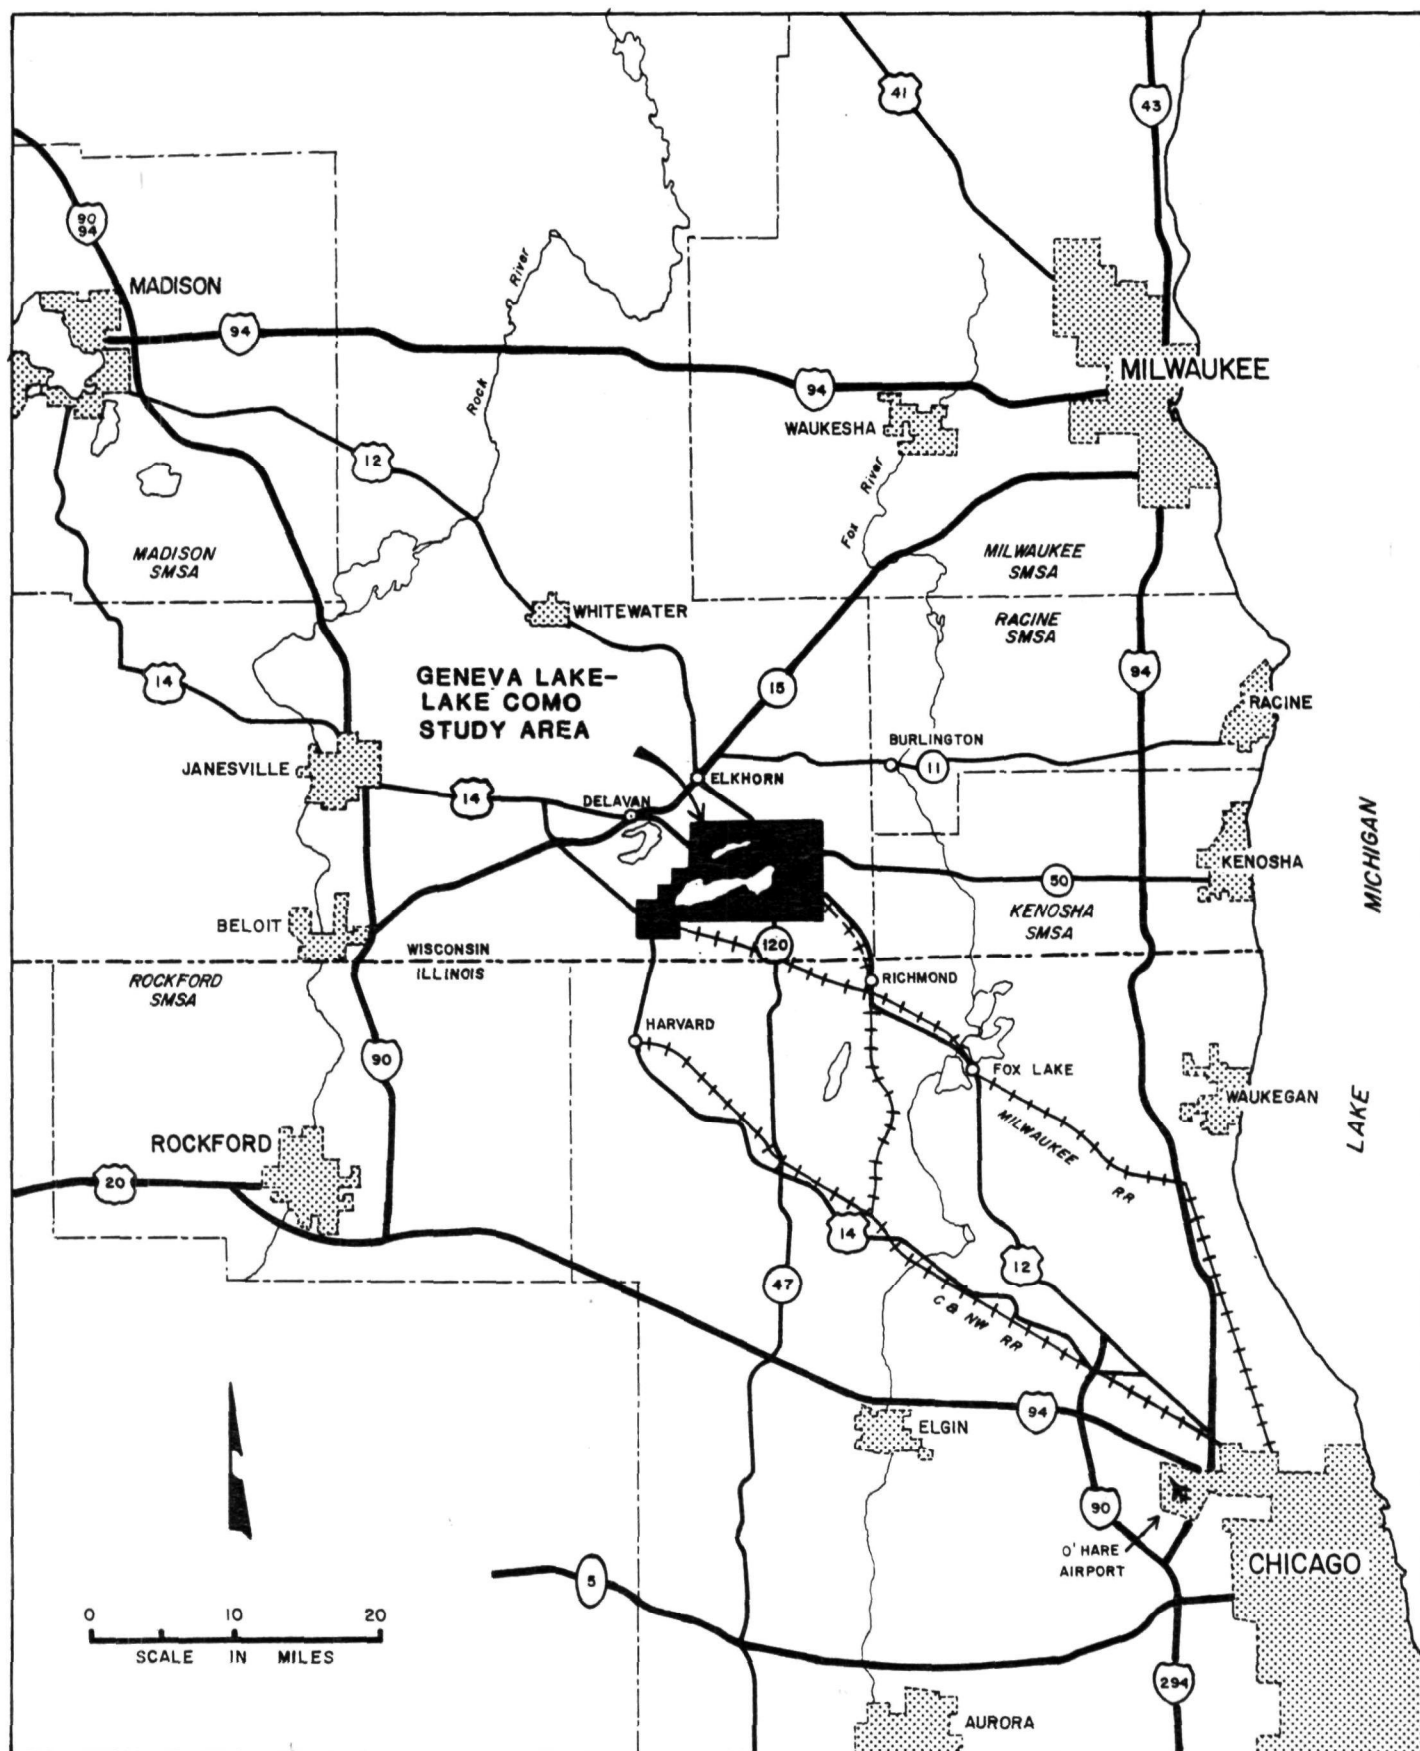 41
43
90
94
MADISON
94
River
Rock
94
MILWAUKEE
WAUKESHA
12
River
Fox
MADISON
SMSA
MILWAUKEE
SMSA
WHITEWATER
RACINE
SMSA
14
GENEVA LAKE-
LAKE COMO
STUDY AREA
15
94
RACINE
BURLINGTON
11
JANESVILLE
ELKHORN
14
DELAVAN
MICHIGAN
KENOSHA
50
KENOSHA
SMSA
BELOIT
WISCONSIN
ILLINOIS
120
ROCKFORD
SMSA
RICHMOND
HARVARD
90
FOX LAKE
WAUKEGAN
LAKE
MILWAUKEE
RR
ROCKFORD
20
14
12
47
C & NW RR
94
ELGIN
90
O'HARE
AIRPORT
CHICAGO
5
0 10 20
SCALE IN MILES
294
AURORA